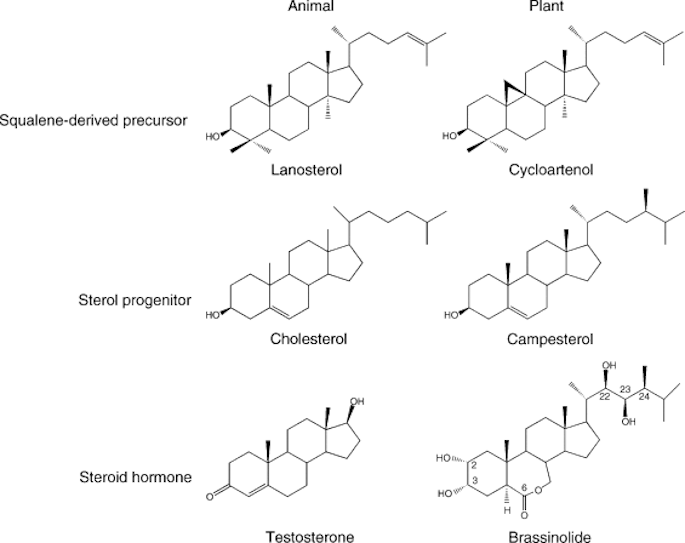 Animal Plant
Squalene-derived precursor
HO HO
Lanosterol Cycloartenol
Sterol progenitor
HO HO
Cholesterol Campesterol
OH OH
22 23 24
OH
HO 2
Steroid hormone
HO 3 6 O
O H O
Testosterone Brassinolide